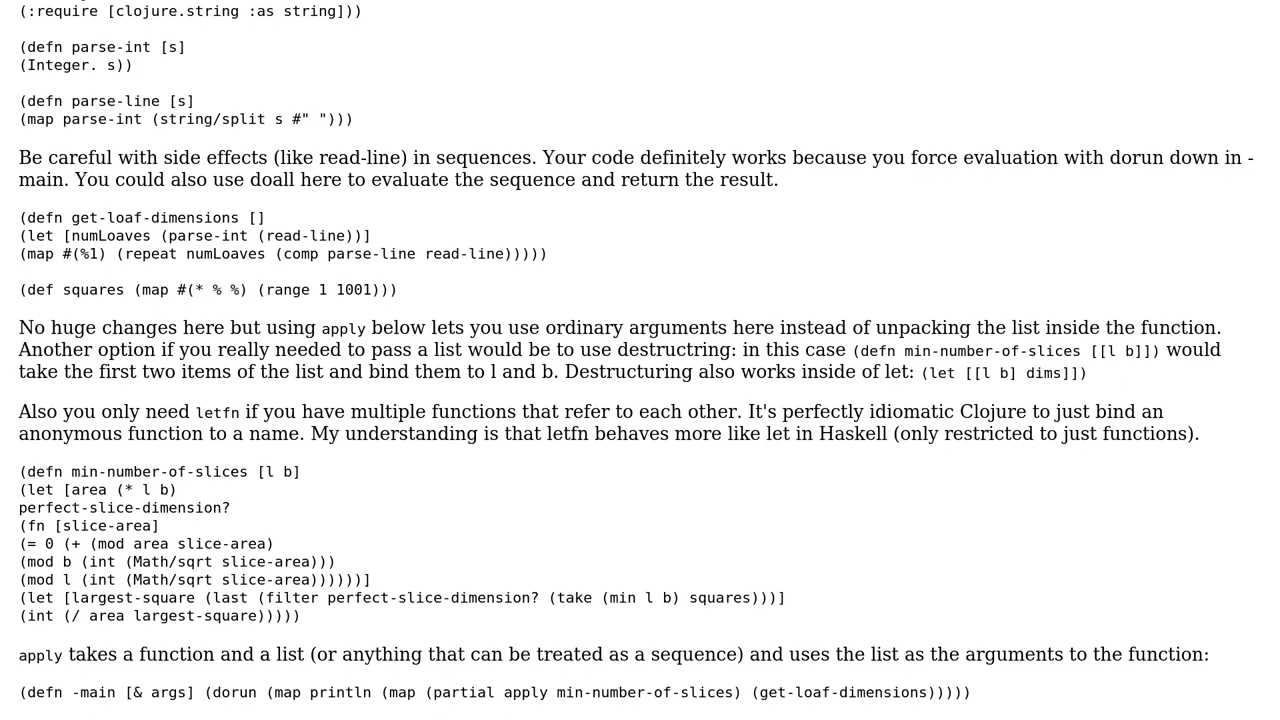 (:require [clojure.string :as string]))
(defn parse-int [s]
(Integer. s))
(defn parse-line [s]
(map parse-int (string/split s #" ")))
Be careful with side effects (like read-line) in sequences. Your code definitely works because you force evaluation with dorun down in -
main. You could also use doall here to evaluate the sequence and return the result.
(defn get-loaf-dimensions []
(let [numLoaves (parse-int (read-line))]
(map #(%1) (repeat numLoaves (comp parse-line read-line)))))
(def squares (map #(* % %) (range 1 1001)))
No huge changes here but using apply below lets you use ordinary arguments here instead of unpacking the list inside the function.
Another option if you really needed to pass a list would be to use destructring: in this case (defn min-number-of-slices [[l b]]) would
take the first two items of the list and bind them to l and b. Destructuring also works inside of let: (let [[l b] dims]])
Also you only need letfn if you have multiple functions that refer to each other. It's perfectly idiomatic Clojure to just bind an
anonymous function to a name. My understanding is that letfn behaves more like let in Haskell (only restricted to just functions).
(defn min-number-of-slices [l b]
(let [area (* l b)
perfect-slice-dimension?
(fn [slice-area]
(= 0 (+ (mod area slice-area)
(mod b (int (Math/sqrt slice-area)))
(mod l (int (Math/sqrt slice-area))))))]
(let [largest-square (last (filter perfect-slice-dimension? (take (min l b) squares)))]
(int (/ area largest-square)))))
apply takes a function and a list (or anything that can be treated as a sequence) and uses the list as the arguments to the function:
(defn -main [& args] (dorun (map println (map (partial apply min-number-of-slices) (get-loaf-dimensions)))))